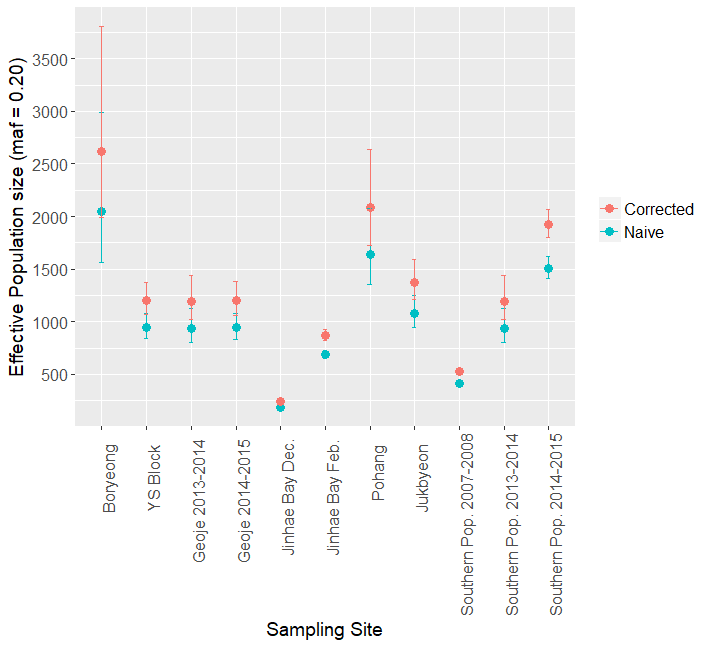 Effective Population size (maf = 0.20)
3500
3000
2500
2000
1500
1000
500
Corrected
Naive
Boryeong
YS Block
Geoje 2013-2014
Geoje 2014-2015
Jinhae Bay Dec.
Jinhae Bay Feb.
Pohang
Jukbyeon
Southern Pop. 2007-2008
Southern Pop. 2013-2014
Southern Pop. 2014-2015
Sampling Site